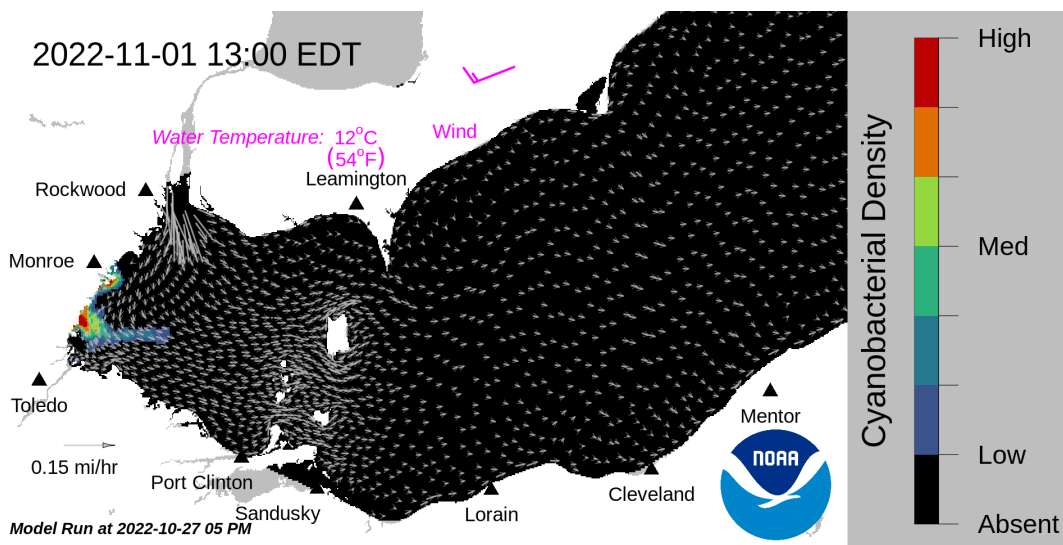 2022-11-01 13:00 EDT
High
Water Temperature: 12°C
(54°F)
Wind
Leamington
Rockwood
Monroe
Med
Cyanobacterial Density
Toledo
Mentor
0.15 mi/hr
NOAA
Low
Port Clinton
Cleveland
Sandusky
Lorain
Absent
Model Run at 2022-10-27 05 PM